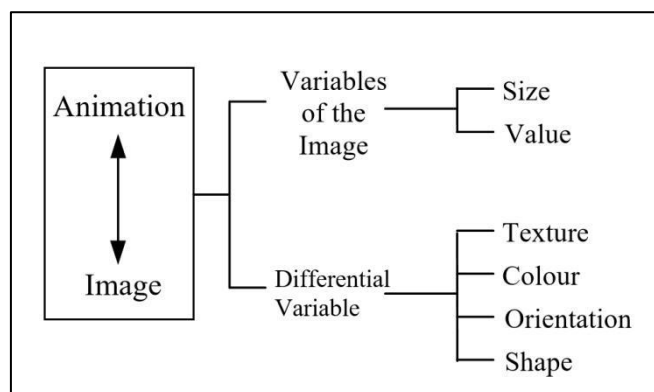 Animation
Image
Variables
of the
Image
Size
Value
Differential
Variable
Texture
Colour
Orientation
Shape